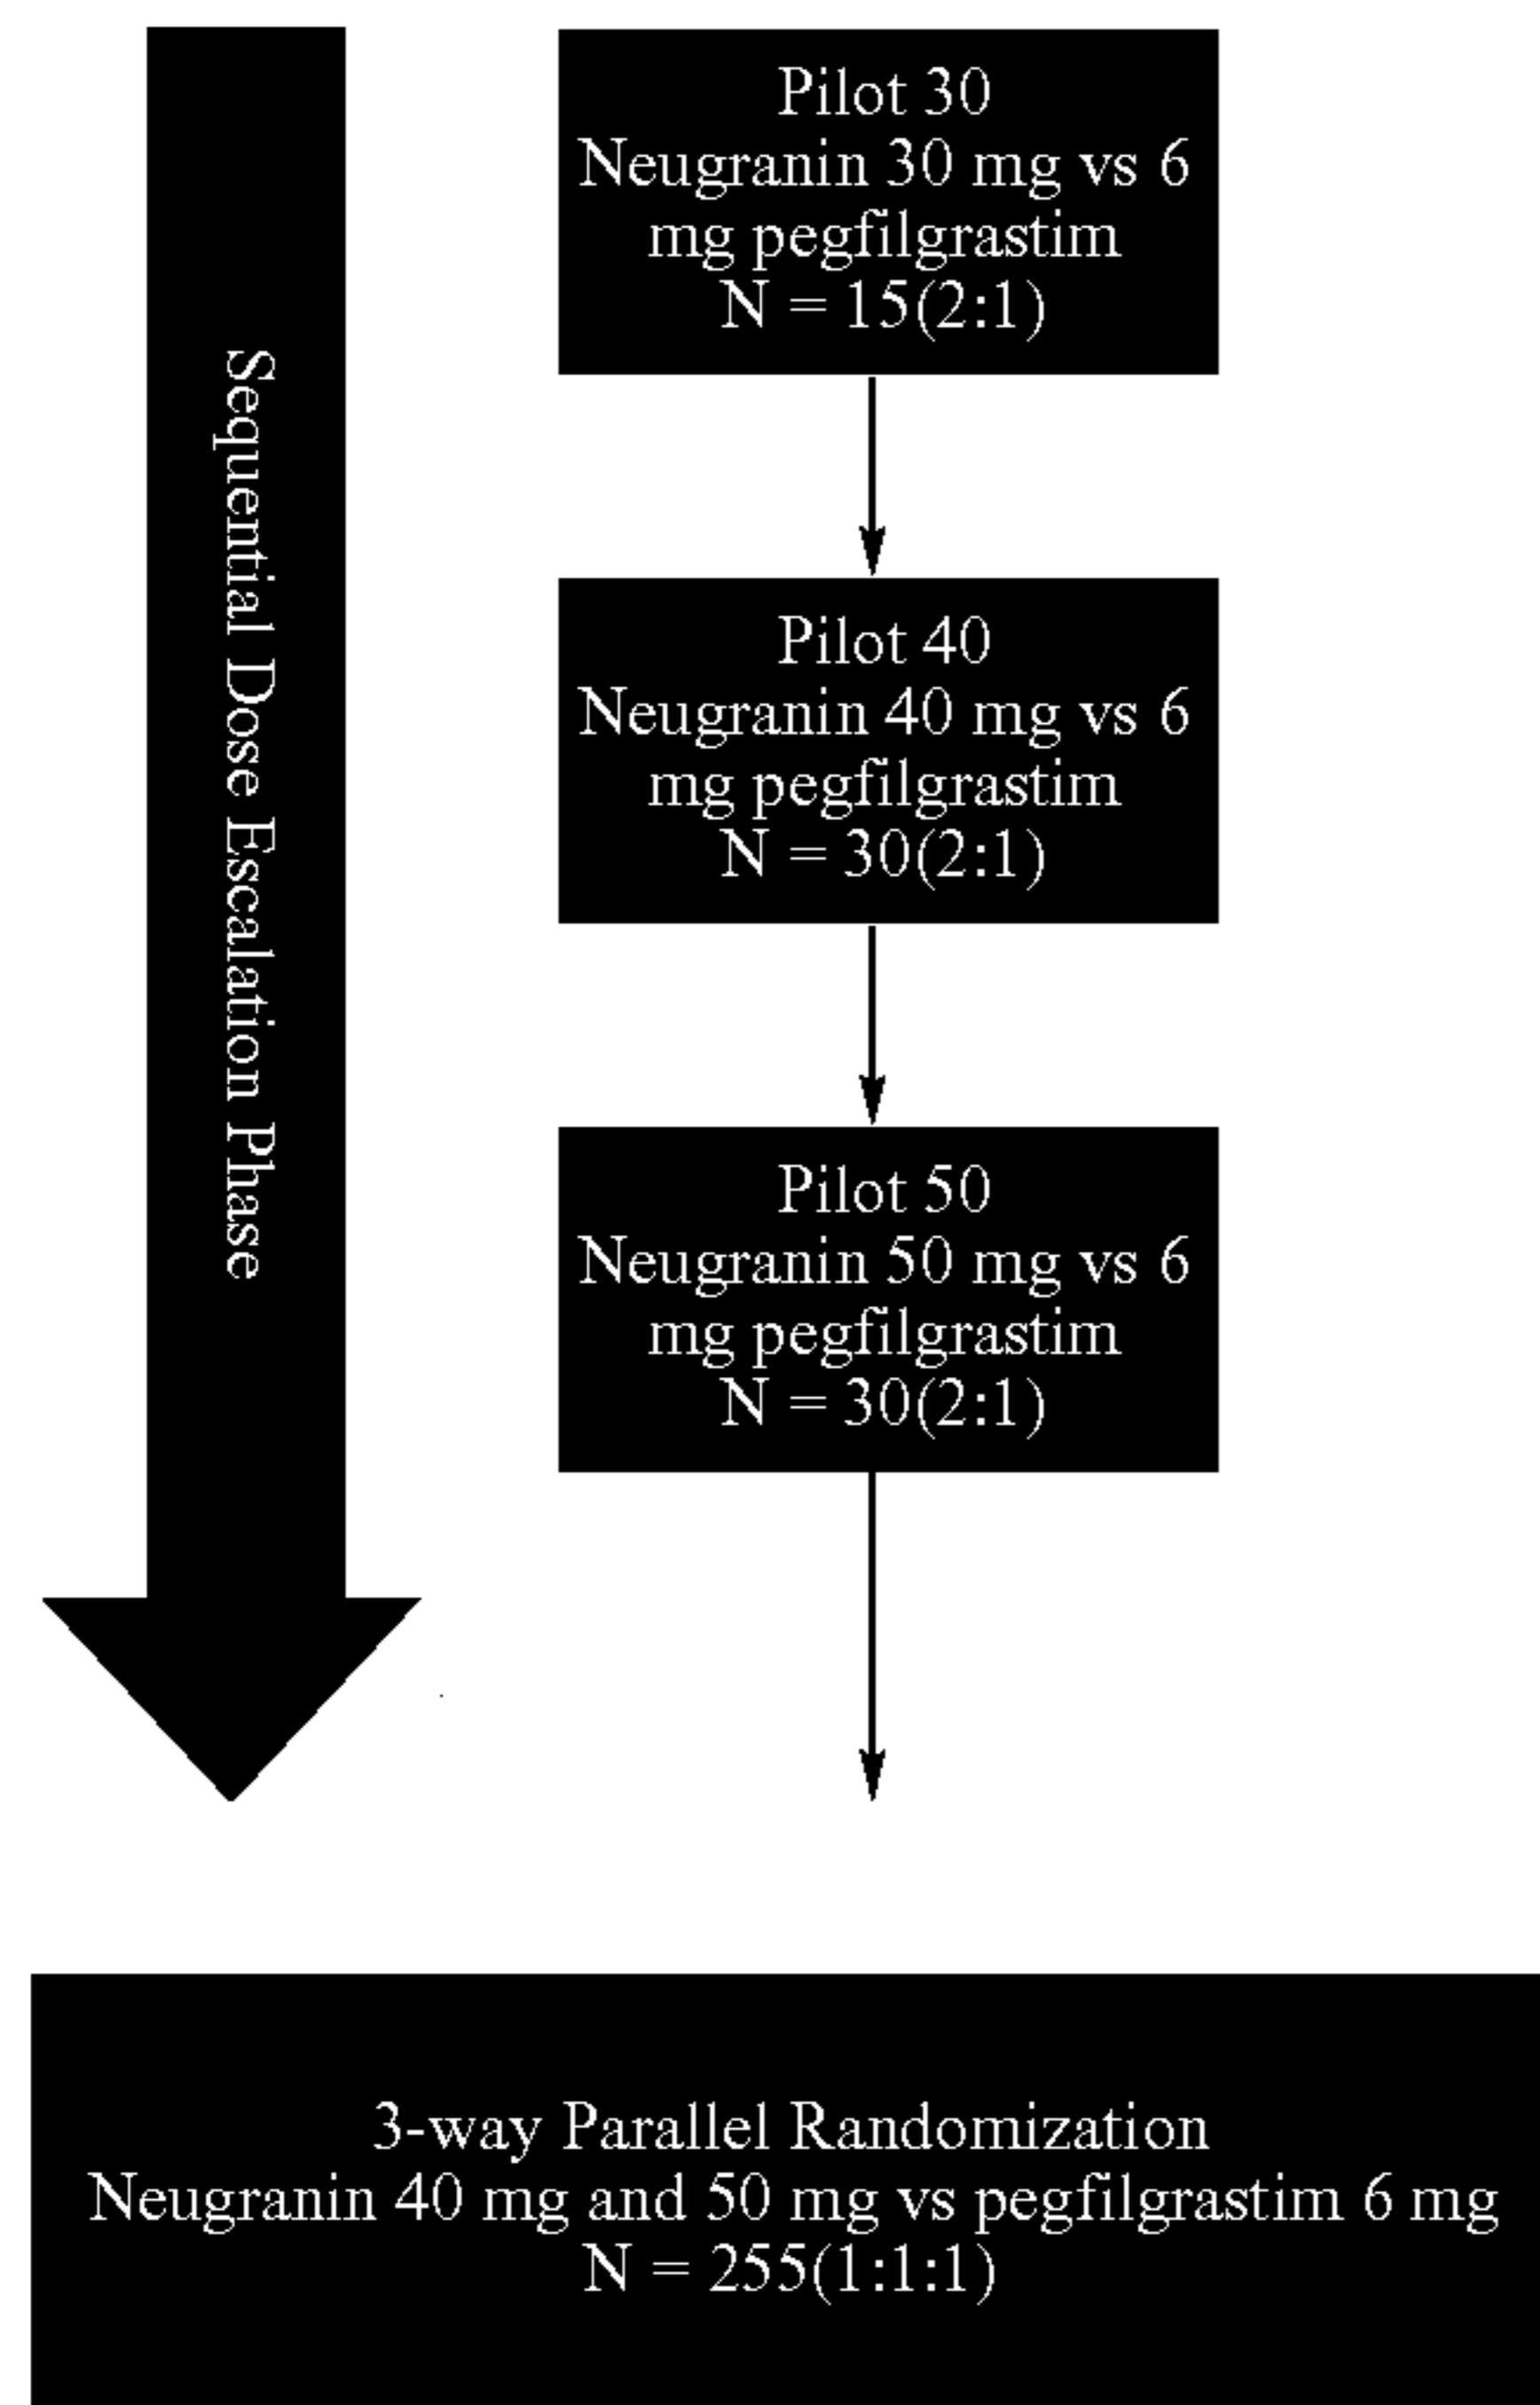 Sequential Dose Escalation Phase
Pilot 30
Neugranin 30 mg vs 6
mg pegfilgrastim
N = 15(2:1)
Pilot 40
Neugranin 40 mg vs 6
mg pegfilgrastim
N = 30(2:1)
Pilot 50
Neugranin 50 mg vs 6
mg pegfilgrastim
N = 30(2:1)
3-way Parallel Randomization
Neugranin 40 mg and 50 mg vs pegfilgrastim 6 mg
N = 255(1:1:1)